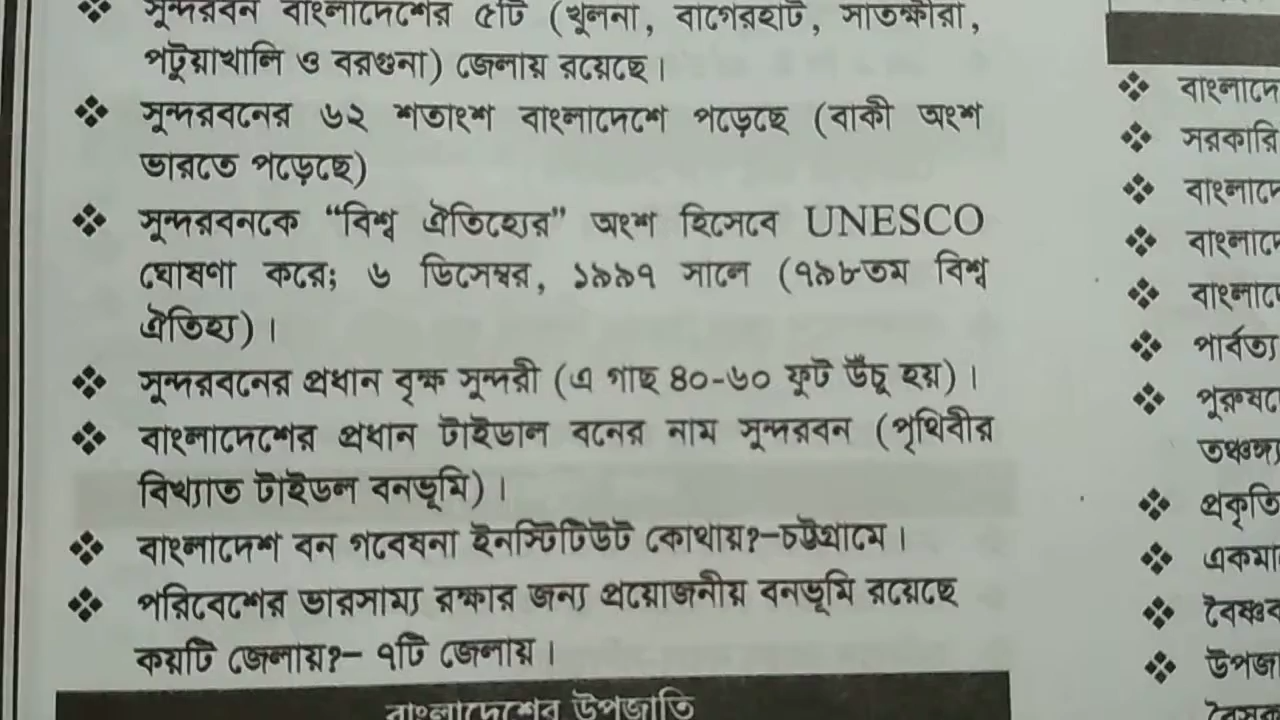 ❖ সুন্দরবন বাংলাদেশের ৫টি (খুলনা, বাগেরহাট, সাতক্ষীরা,
পটুয়াখালি ও বরগুনা) জেলায় রয়েছে।
❖ সুন্দরবনের ৬২ শতাংশ বাংলাদেশে পড়েছে (বাকী অংশ
ভারতে পড়েছে)
❖ সুন্দরবনকে “বিশ্ব ঐতিহ্যের” অংশ হিসেবে UNESCO
ঘোষণা করে; ৬ ডিসেম্বর, ১৯৯৭ সালে (৭৯৮তম বিশ্ব
ঐতিহ্য)।
❖ সুন্দরবনের প্রধান বৃক্ষ সুন্দরী (এ গাছ ৪০-৬০ ফুট উঁচু হয়)।
❖ বাংলাদেশের প্রধান টাইডাল বনের নাম সুন্দরবন (পৃথিবীর
বিখ্যাত টাইডল বনভূমি)।
❖ বাংলাদেশ বন গবেষনা ইনস্টিটিউট কোথায়?–চট্টগ্রামে।
❖ পরিবেশের ভারসাম্য রক্ষার জন্য প্রয়োজনীয় বনভূমি রয়েছে
কয়টি জেলায়?– ৭টি জেলায়।
বাংলাদেশের উপজাতি
❖ বাংলাদে
❖ সরকারি
❖ বাংলাদে
❖ বাংলাদে
❖ বাংলাদে
❖ পার্বত্য
❖ পুরুষদে
তঞ্চঙ্গ্য
❖ প্রকৃতি
❖ একমা
❖ বৈষ্ণব
❖ উপজা